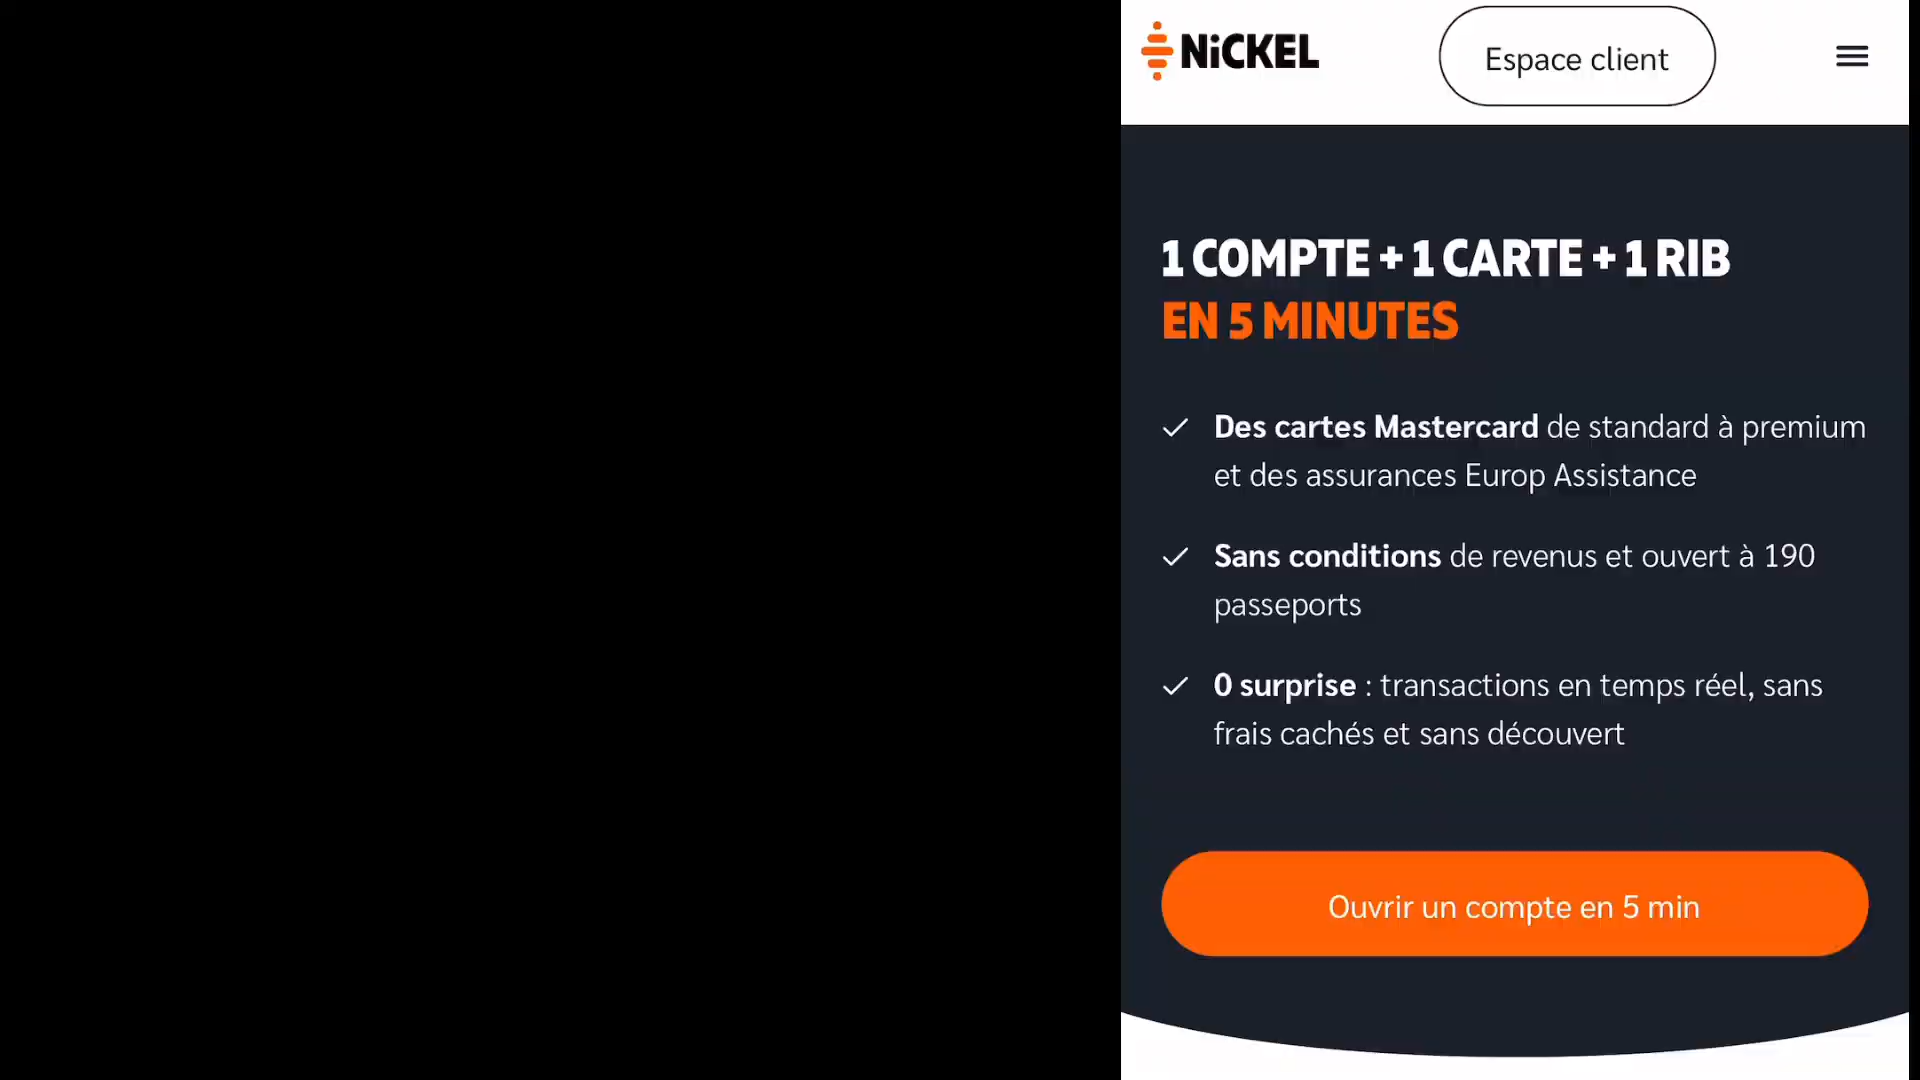 NiCKEL
Espace client
1 COMPTE + 1 CARTE + 1 RIB
EN 5 MINUTES
Des cartes Mastercard de standard à premium
et des assurances Europ Assistance
Sans conditions de revenus et ouvert à 190
passeports
0 surprise : transactions en temps réel, sans
frais cachés et sans découvert
Ouvrir un compte en 5 min